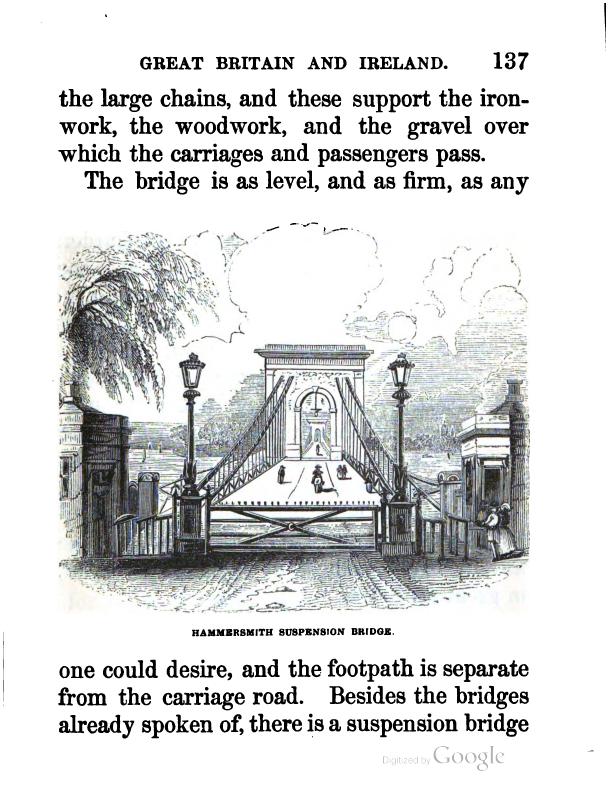 GREAT BRITAIN AND IRELAND. 137
the large chains, and these support the iron-
work, the woodwork, and the gravel over
which the carriages and passengers pass.
The bridge is as level, and as firm, as any
HAMMERSMITH SUSPENSION BRIDGE.
one could desire, and the footpath is separate
from the carriage road. Besides the bridges
already spoken of, there is a suspension bridge
Digitized by Google